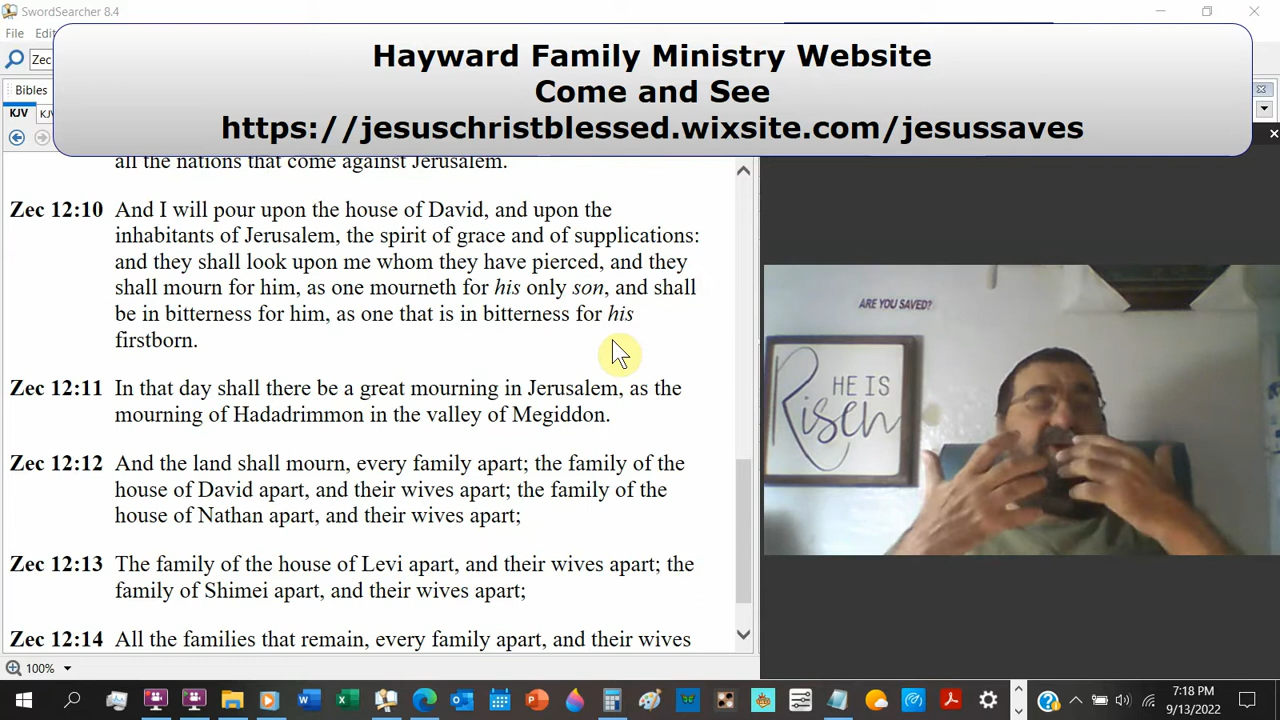 SwordSearcher 8.4
File
Edi
Hayward Family Ministry Website
Come and See
https://jesuschristblessed.wixsite.com/jesussaves
Zec
Bibles
KJV
KJV
all the nations that come against Jerusalem.
Zec 12:10 And I will pour upon the house of David, and upon the
inhabitants of Jerusalem, the spirit of grace and of supplications:
and they shall look upon me whom they have pierced, and they
shall mourn for him, as one mourneth for his only son, and shall
be in bitterness for him, as one that is in bitterness for his
firstborn.
Zec 12:11 In that day shall there be a great mourning in Jerusalem, as the
mourning of Hadadrimmon in the valley of Megiddon.
Zec 12:12 And the land shall mourn, every family apart; the family of the
house of David apart, and their wives apart; the family of the
house of Nathan apart, and their wives apart;
Zec 12:13 The family of the house of Levi apart, and their wives apart; the
family of Shimei apart, and their wives apart;
Zec 12:14 All the families that remain, every family apart, and their wives
ARE YOU SAVED?
HE IS
Risen
100%
7:18 PM
9/13/2022